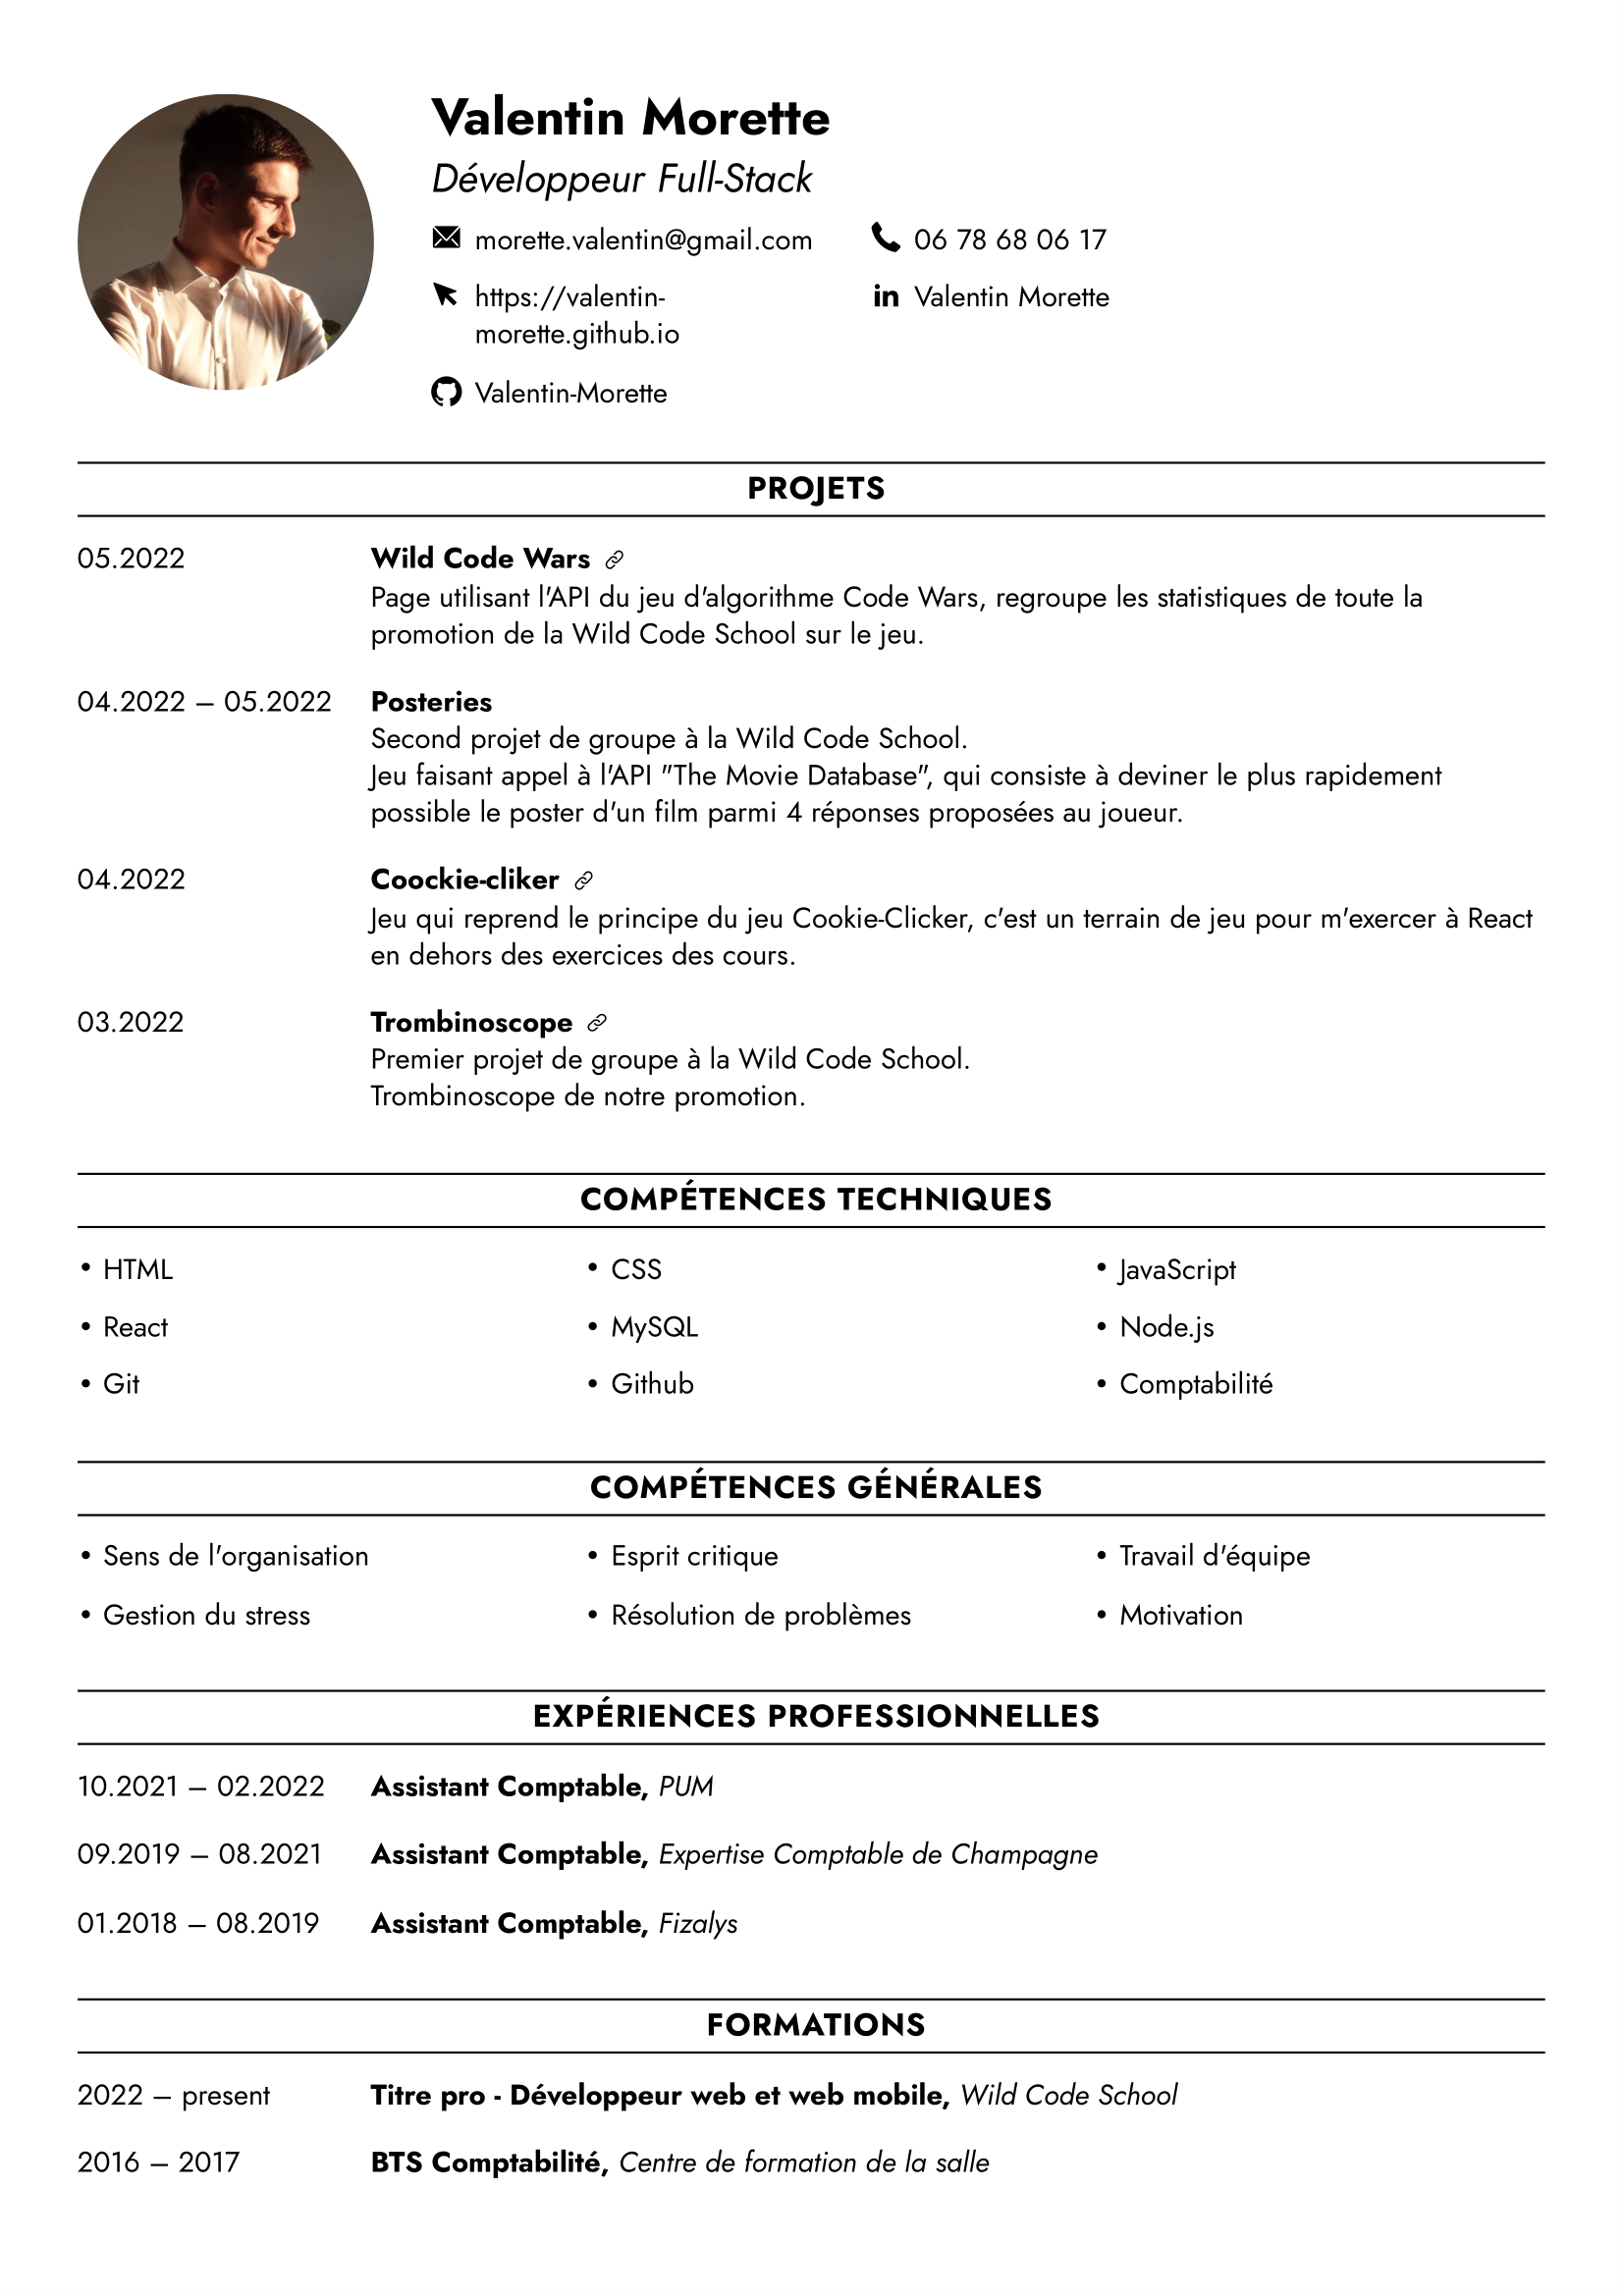 Valentin Morette
Développeur Full-Stack
morette.valentin@gmail.com
06 78 68 06 17
https://valentin-
morette.github.io
Valentin Morette
Valentin-Morette
PROJETS
05.2022
Wild Code Wars
Page utilisant l'API du jeu d'algorithme Code Wars, regroupe les statistiques de toute la
promotion de la Wild Code School sur le jeu.
04.2022 – 05.2022
Posteries
Second projet de groupe à la Wild Code School.
Jeu faisant appel à l'API "The Movie Database", qui consiste à deviner le plus rapidement
possible le poster d'un film parmi 4 réponses proposées au joueur.
04.2022
Coockie-cliker
Jeu qui reprend le principe du jeu Cookie-Clicker, c'est un terrain de jeu pour m'exercer à React
en dehors des exercices des cours.
03.2022
Trombinoscope
Premier projet de groupe à la Wild Code School.
Trombinoscope de notre promotion.
COMPÉTENCES TECHNIQUES
• HTML
• CSS
• JavaScript
• React
• MySQL
• Node.js
• Git
• Github
• Comptabilité
COMPÉTENCES GÉNÉRALES
• Sens de l'organisation
• Esprit critique
• Travail d'équipe
• Gestion du stress
• Résolution de problèmes
• Motivation
EXPÉRIENCES PROFESSIONNELLES
10.2021 – 02.2022 Assistant Comptable, PUM
09.2019 – 08.2021 Assistant Comptable, Expertise Comptable de Champagne
01.2018 – 08.2019 Assistant Comptable, Fizalys
FORMATIONS
2022 – present Titre pro - Développeur web et web mobile, Wild Code School
2016 – 2017 BTS Comptabilité, Centre de formation de la salle